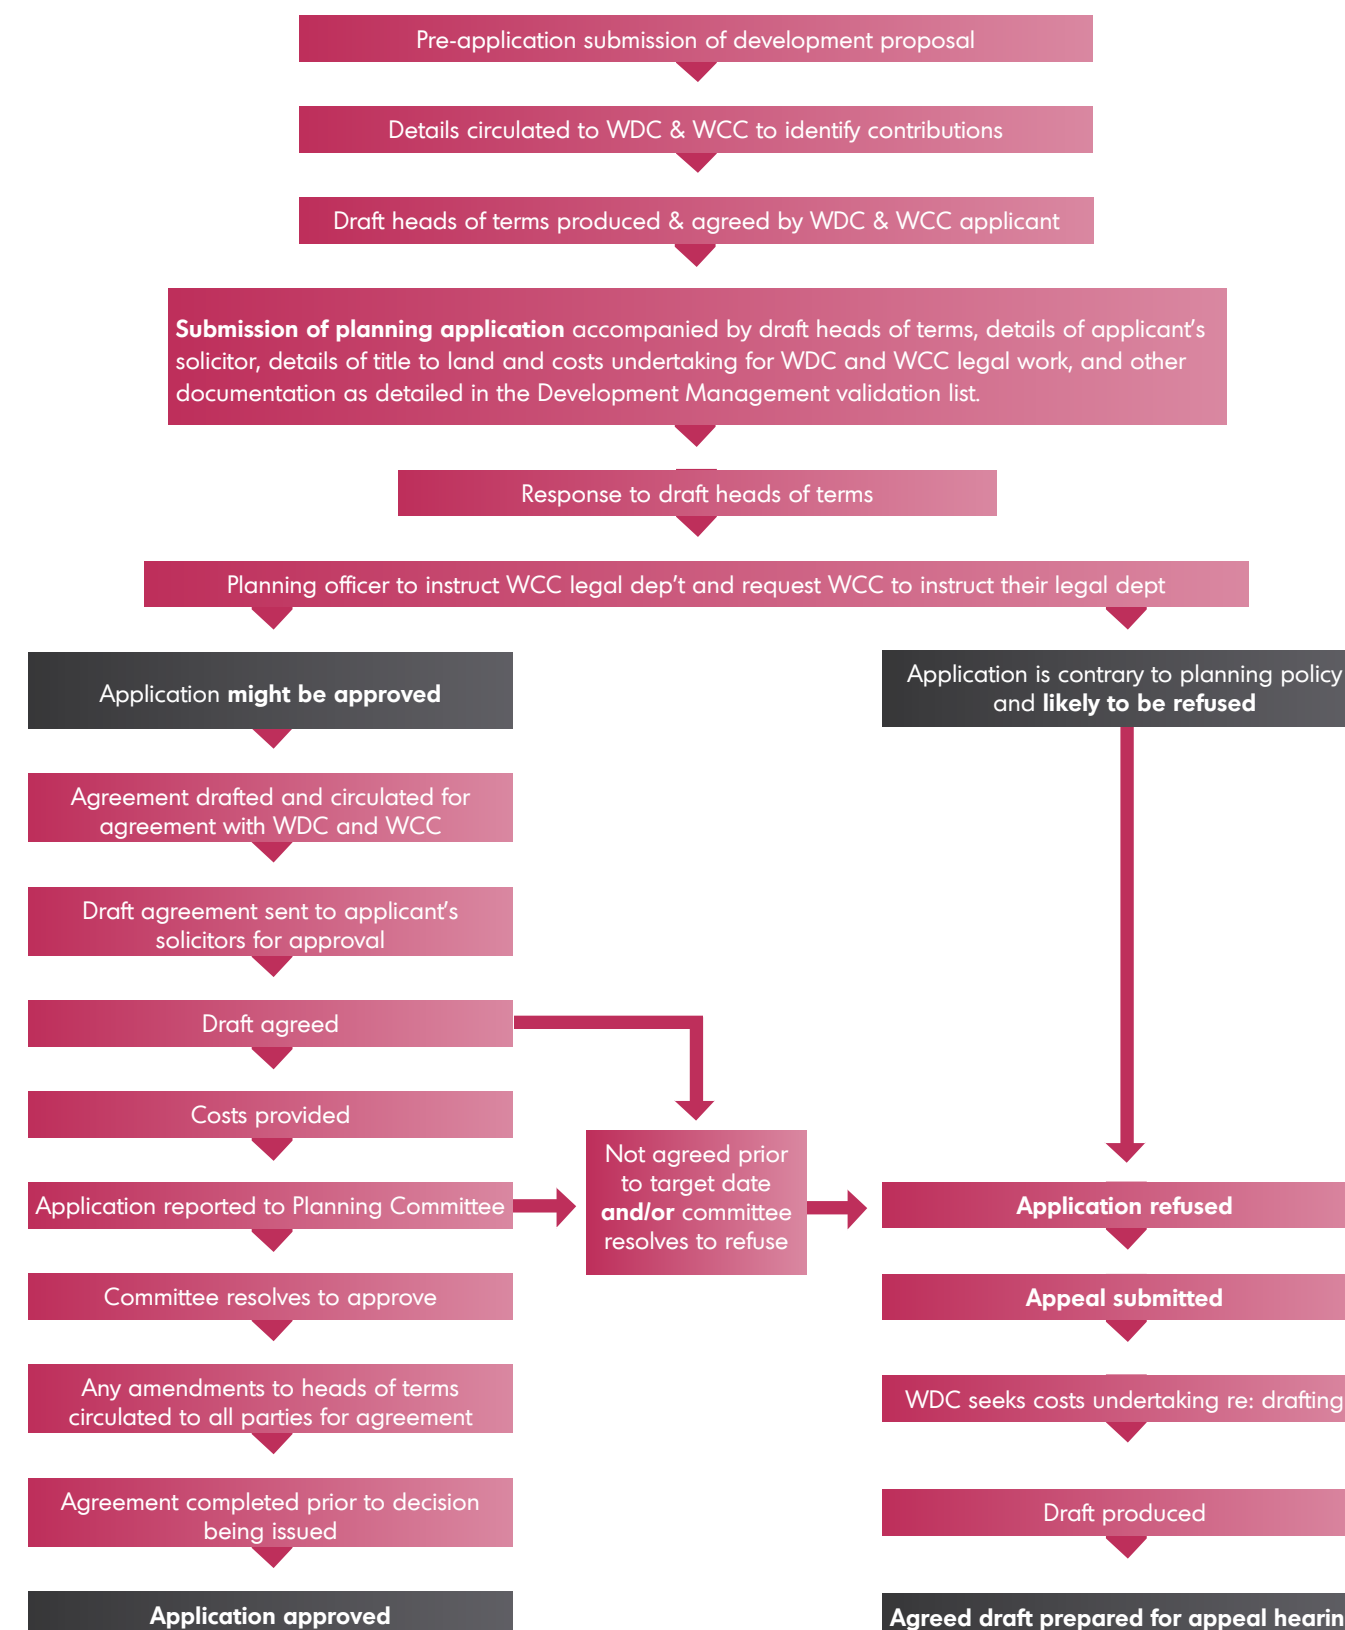 Pre-application submission of development proposal
Details circulated to WDC & WCC to identify contributions
Draft heads of terms produced & agreed by WDC & WCC applicant
Submission of planning application accompanied by draft heads of terms, details of applicant's
solicitor, details of title to land and costs undertaking for WDC and WCC legal work, and other
documentation as detailed in the Development Management validation list.
Response to draft heads of terms
Planning officer to instruct WCC legal dep't and request WCC to instruct their legal dept
Application might be approved
Agreement drafted and circulated for
agreement with WDC and WCC
Draft agreement sent to applicant's
solicitors for approval
Draft agreed
Costs provided
Application reported to Planning Committee
Committee resolves to approve
Any amendments to heads of terms
circulated to all parties for agreement
Agreement completed prior to decision
being issued
Application approved
Not agreed prior
to target date
and/or committee
resolves to refuse
Application is contrary to planning policy
and likely to be refused
Application refused
Appeal submitted
WDC seeks costs undertaking re: drafting
Draft produced
Agreed draft prepared for appeal hearin